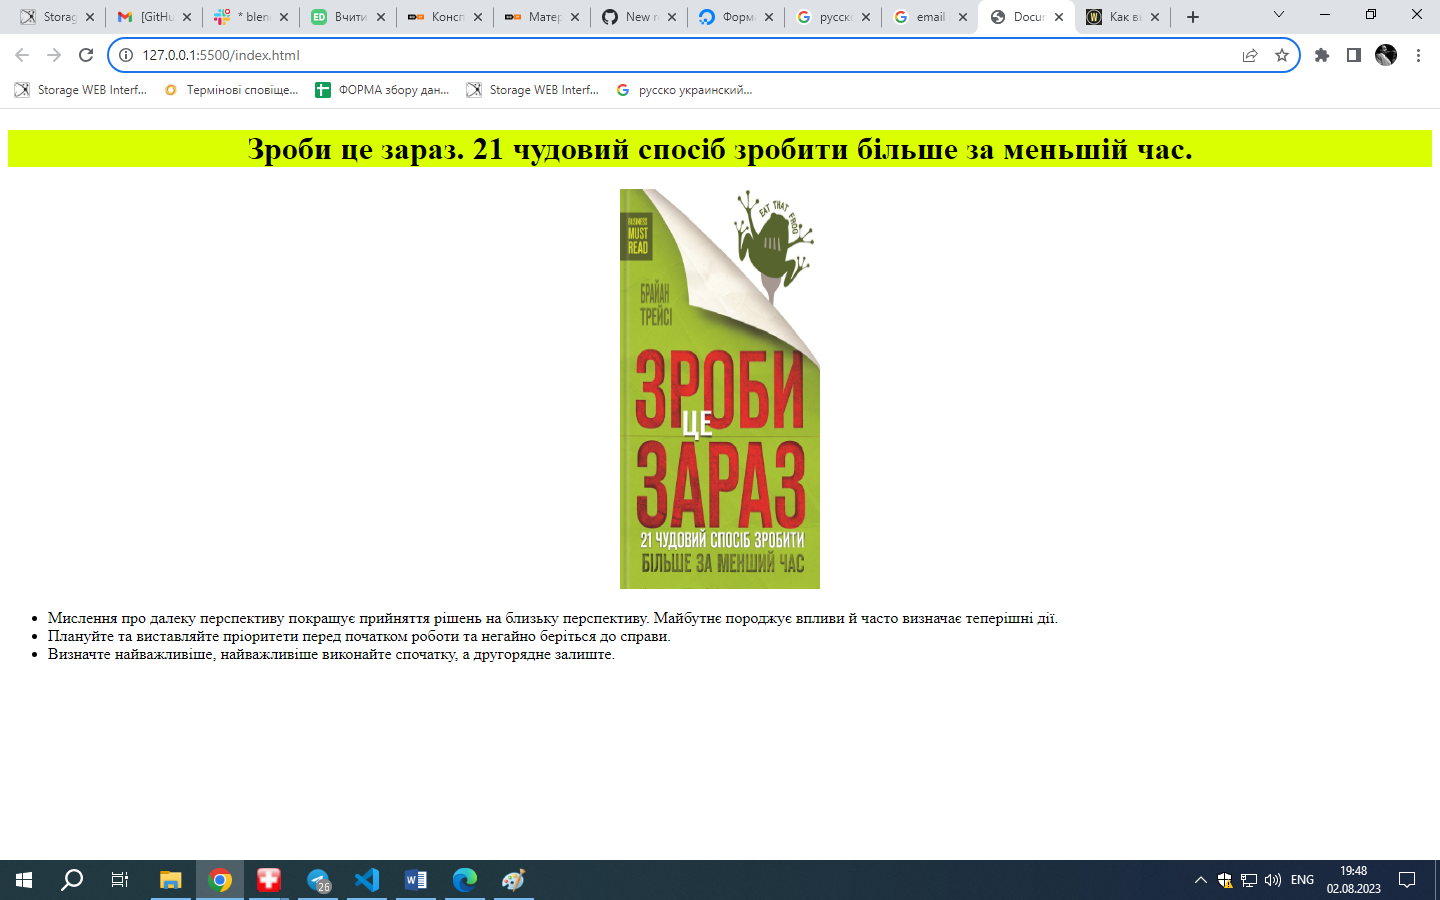 Storag
[GitHu
* blen
Вчити
Консп
Матер
New r
Форм
русско
email
Docum
Как вы
127.0.0.1:5500/index.html
Storage WEB Interf...
Термінові сповіще...
ФОРМА збору дан...
Storage WEB Interf...
русско украинский...
Зроби це зараз. 21 чудовий спосіб зробити більше за меньшій час.
EAT THAT FROG
BUSINESS
MUST
READ
БРАЙАН
ТРЕЙСІ
ЗРОБИ
ЦЕ
ЗАРАЗ
21 ЧУДОВИЙ СПОСІБ ЗРОБИТИ
БІЛЬШЕ ЗА МЕНШИЙ ЧАС
Мислення про далеку перспективу покращує прийняття рішень на близьку перспективу. Майбутнє породжує впливи й часто визначає теперішні дії.
Плануйте та виставляйте пріоритети перед початком роботи та негайно беріться до справи.
Визначте найважливіше, найважливіше виконайте спочатку, а другорядне залиште.
26
ENG
19:48
02.08.2023